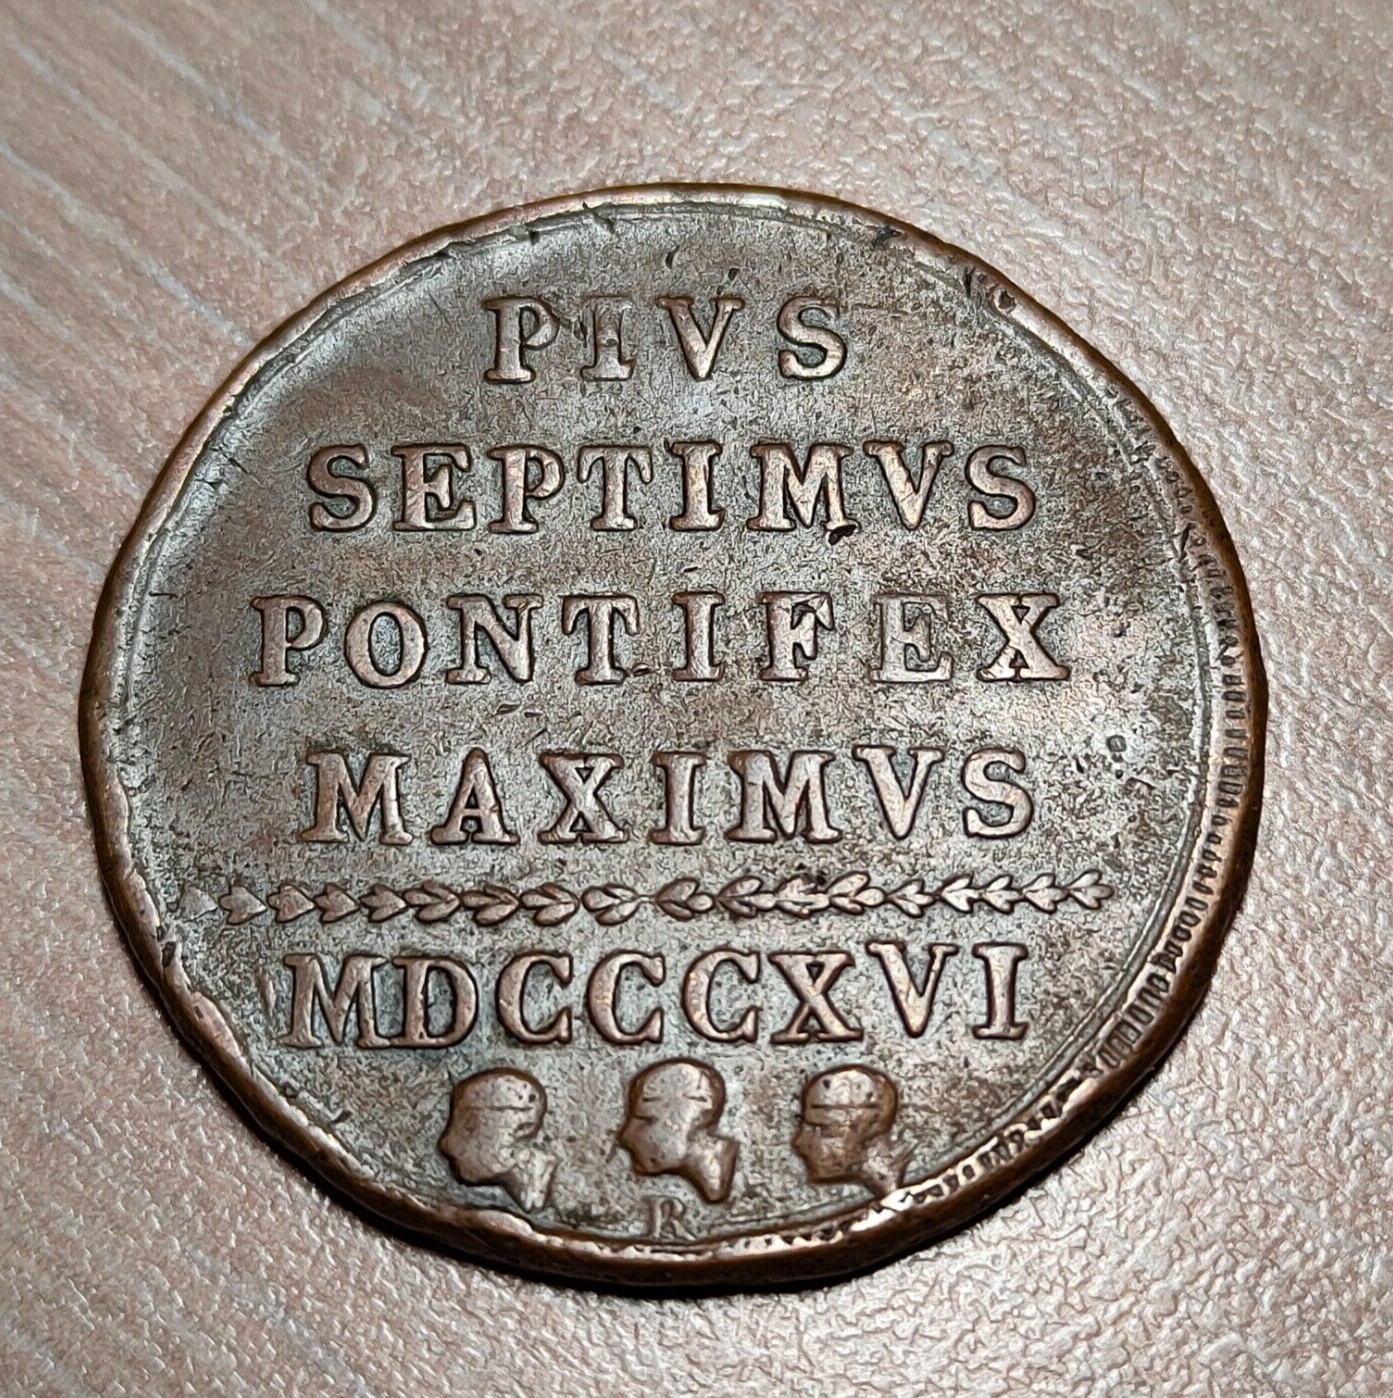 PIVS
SEPTIMVS
PONTIFEX
MAXIMVS
MDCCCXVI
R